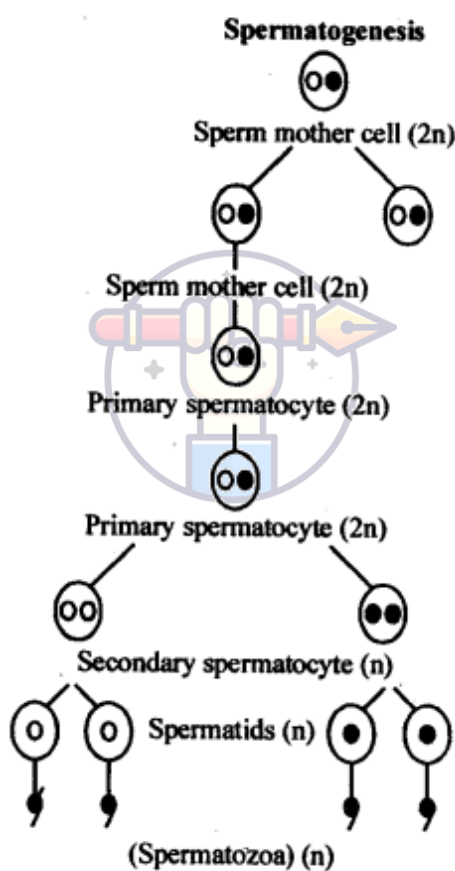 Spermatogenesis
Sperm mother cell (2n)
Sperm mother cell (2n)
Primary spermatocyte (2n)
Primary spermatocyte (2n)
Secondary spermatocyte (n)
Spermatids (n)
(Spermatozoa) (n)